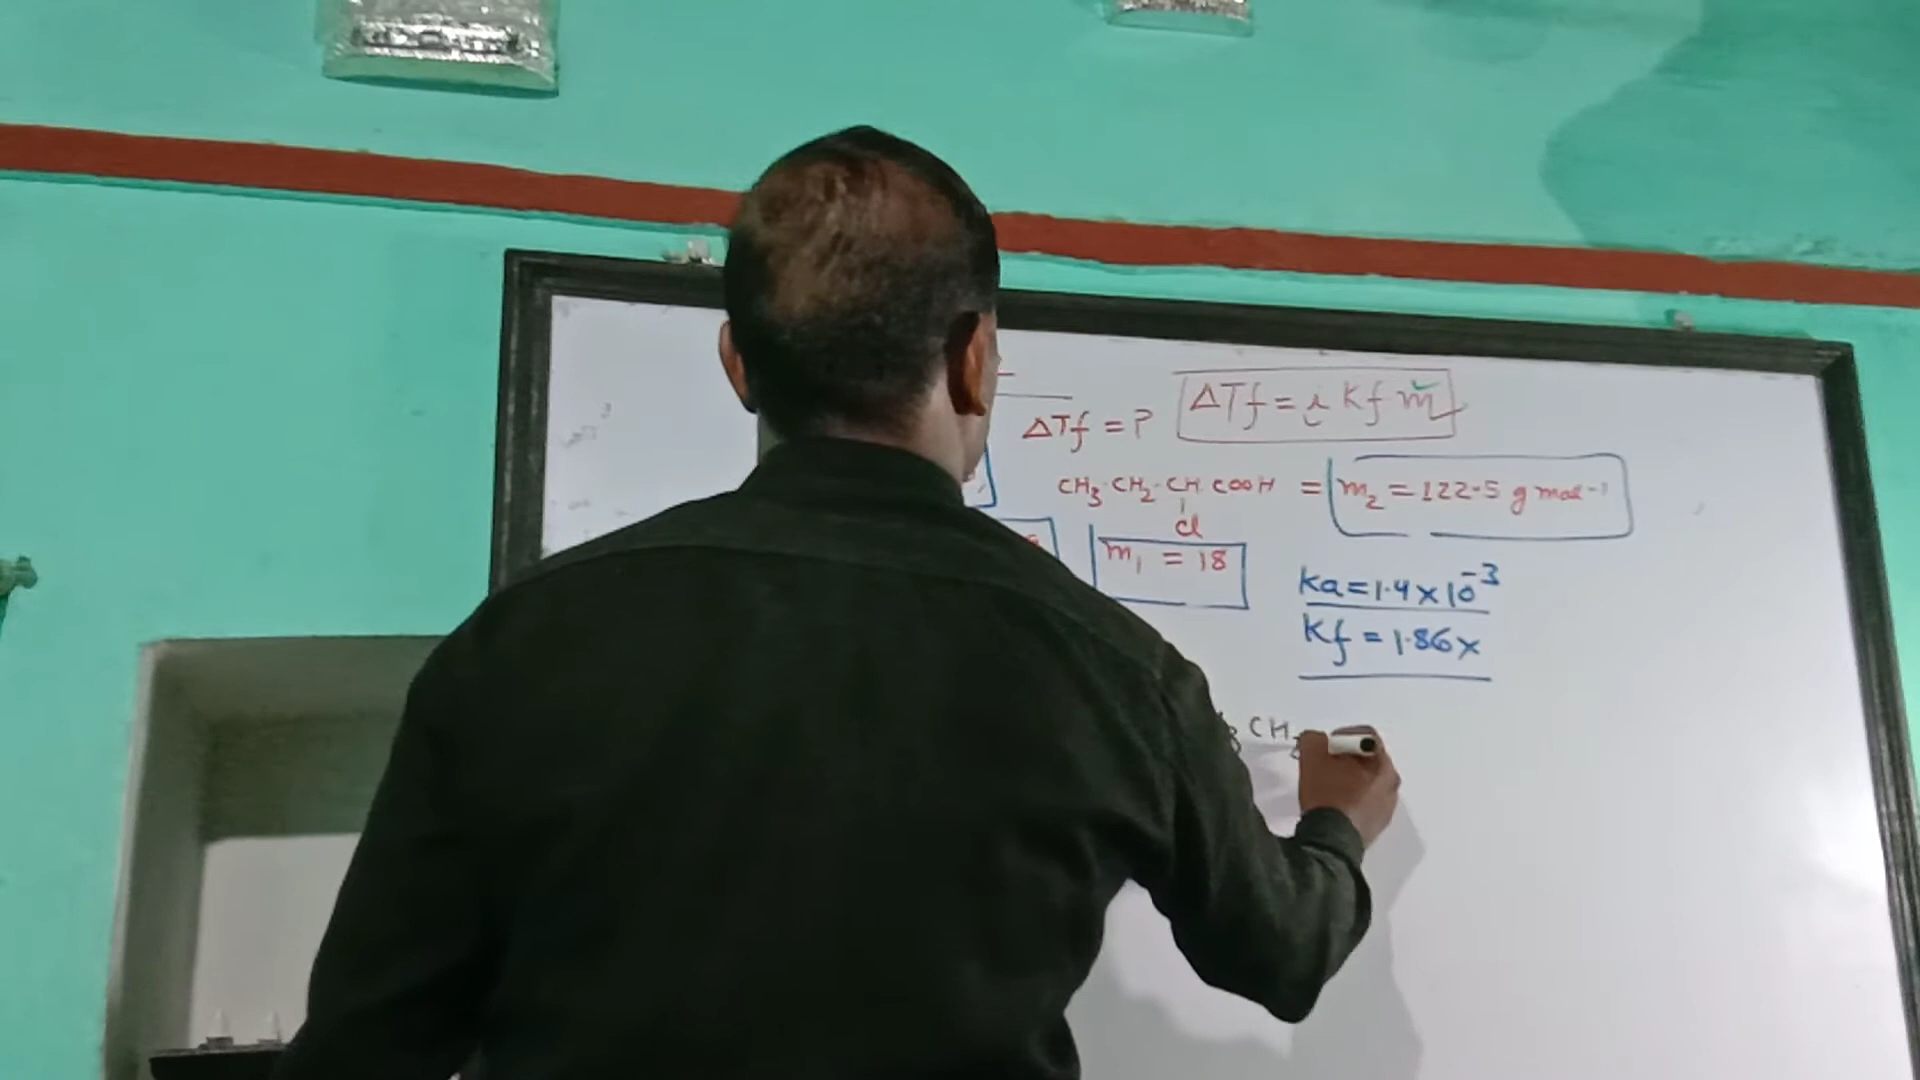 ΔTf = ? ΔTf = i Kf m
CH₃-CH₂-CH COOH = m₂ = 122.5 g mol⁻¹
Cl
m₁ = 18
Ka = 1.4 x 10⁻³
Kf = 1.86 x
CH₂